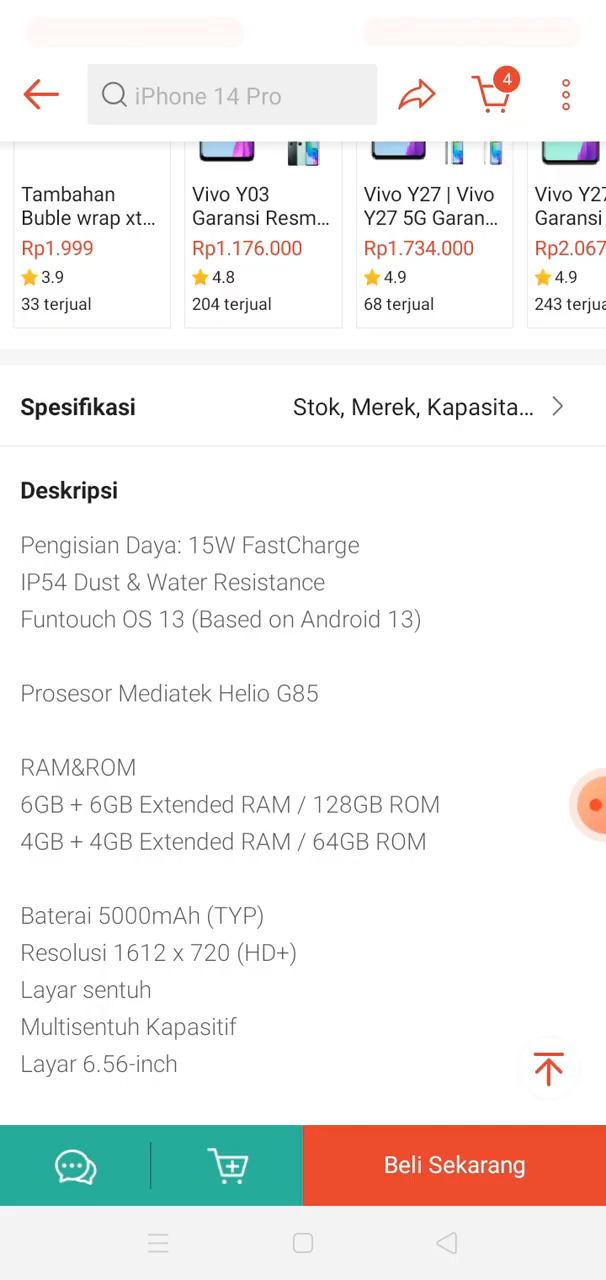 iPhone 14 Pro
4
Tambahan
Buble wrap xt...
Rp1.999
3.9
33 terjual
Vivo Y03
Garansi Resm...
Rp1.176.000
4.8
204 terjual
Vivo Y27 | Vivo
Y27 5G Garan...
Rp1.734.000
4.9
68 terjual
Vivo Y27
Garansi
Rp2.067
4.9
243 terjua
Spesifikasi
Stok, Merek, Kapasita...
Deskripsi
Pengisian Daya: 15W FastCharge
IP54 Dust & Water Resistance
Funtouch OS 13 (Based on Android 13)
Prosesor Mediatek Helio G85
RAM&ROM
6GB + 6GB Extended RAM / 128GB ROM
4GB + 4GB Extended RAM / 64GB ROM
Baterai 5000mAh (TYP)
Resolusi 1612 x 720 (HD+)
Layar sentuh
Multisentuh Kapasitif
Layar 6.56-inch
Beli Sekarang